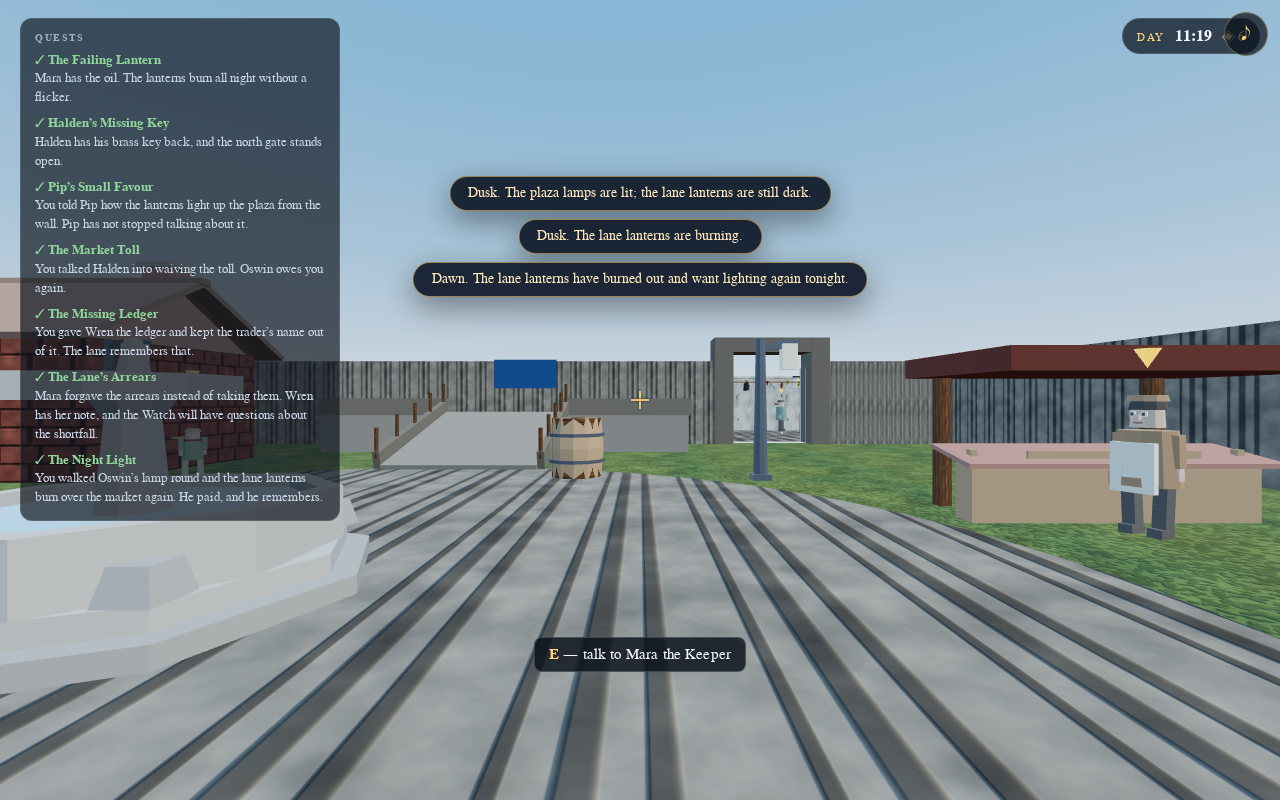 QUESTS
✓ The Failing Lantern
Mara has the oil. The lanterns burn all night without a
flicker.
✓ Halden’s Missing Key
Halden has his brass key back, and the north gate stands
open.
✓ Pip’s Small Favour
You told Pip how the lanterns light up the plaza from the
wall. Pip has not stopped talking about it.
✓ The Market Toll
You talked Halden into waiving the toll. Oswin owes you
again.
✓ The Missing Ledger
You gave Wren the ledger and kept the trader’s name out
of it. The lane remembers that.
✓ The Lane’s Arrears
Mara forgave the arrears instead of taking them. Wren
has her note, and the Watch will have questions about
the shortfall.
✓ The Night Light
You walked Oswin’s lamp round and the lane lanterns
burn over the market again. He paid, and he remembers.
DAY 11:19
Dusk. The plaza lamps are lit; the lane lanterns are still dark.
Dusk. The lane lanterns are burning.
Dawn. The lane lanterns have burned out and want lighting again tonight.
E — talk to Mara the Keeper